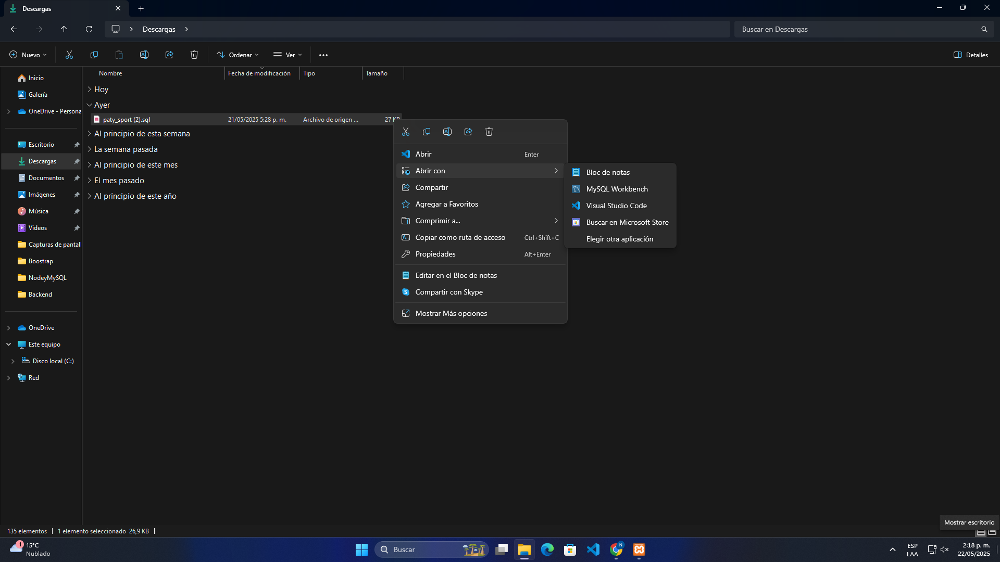 Descargas
Descargas
Buscar en Descargas
Nuevo
Ordenar
Ver
Detalles
Nombre
Fecha de modificación
Tipo
Tamaño
Inicio
Galería
OneDrive - Persona
Escritorio
Descargas
Documentos
Imágenes
Música
Videos
Capturas de pantall
Boostrap
NodeyMySQL
Backend
OneDrive
Este equipo
Disco local (C:)
Red
Hoy
Ayer
paty_sport (2).sql 21/05/2025 5:28 p. m. Archivo de origen ... 27 KB
Al principio de esta semana
La semana pasada
Al principio de este mes
El mes pasado
Al principio de este año
Abrir Enter
Abrir con
Compartir
Agregar a Favoritos
Comprimir a...
Copiar como ruta de acceso Ctrl+Shift+C
Propiedades Alt+Enter
Editar en el Bloc de notas
Compartir con Skype
Mostrar Más opciones
Bloc de notas
MySQL Workbench
Visual Studio Code
Buscar en Microsoft Store
Elegir otra aplicación
Mostrar escritorio
135 elementos
1 elemento seleccionado 26,9 KB
1
15°C
Nublado
Buscar
N
ESP
LAA
2:18 p. m.
22/05/2025